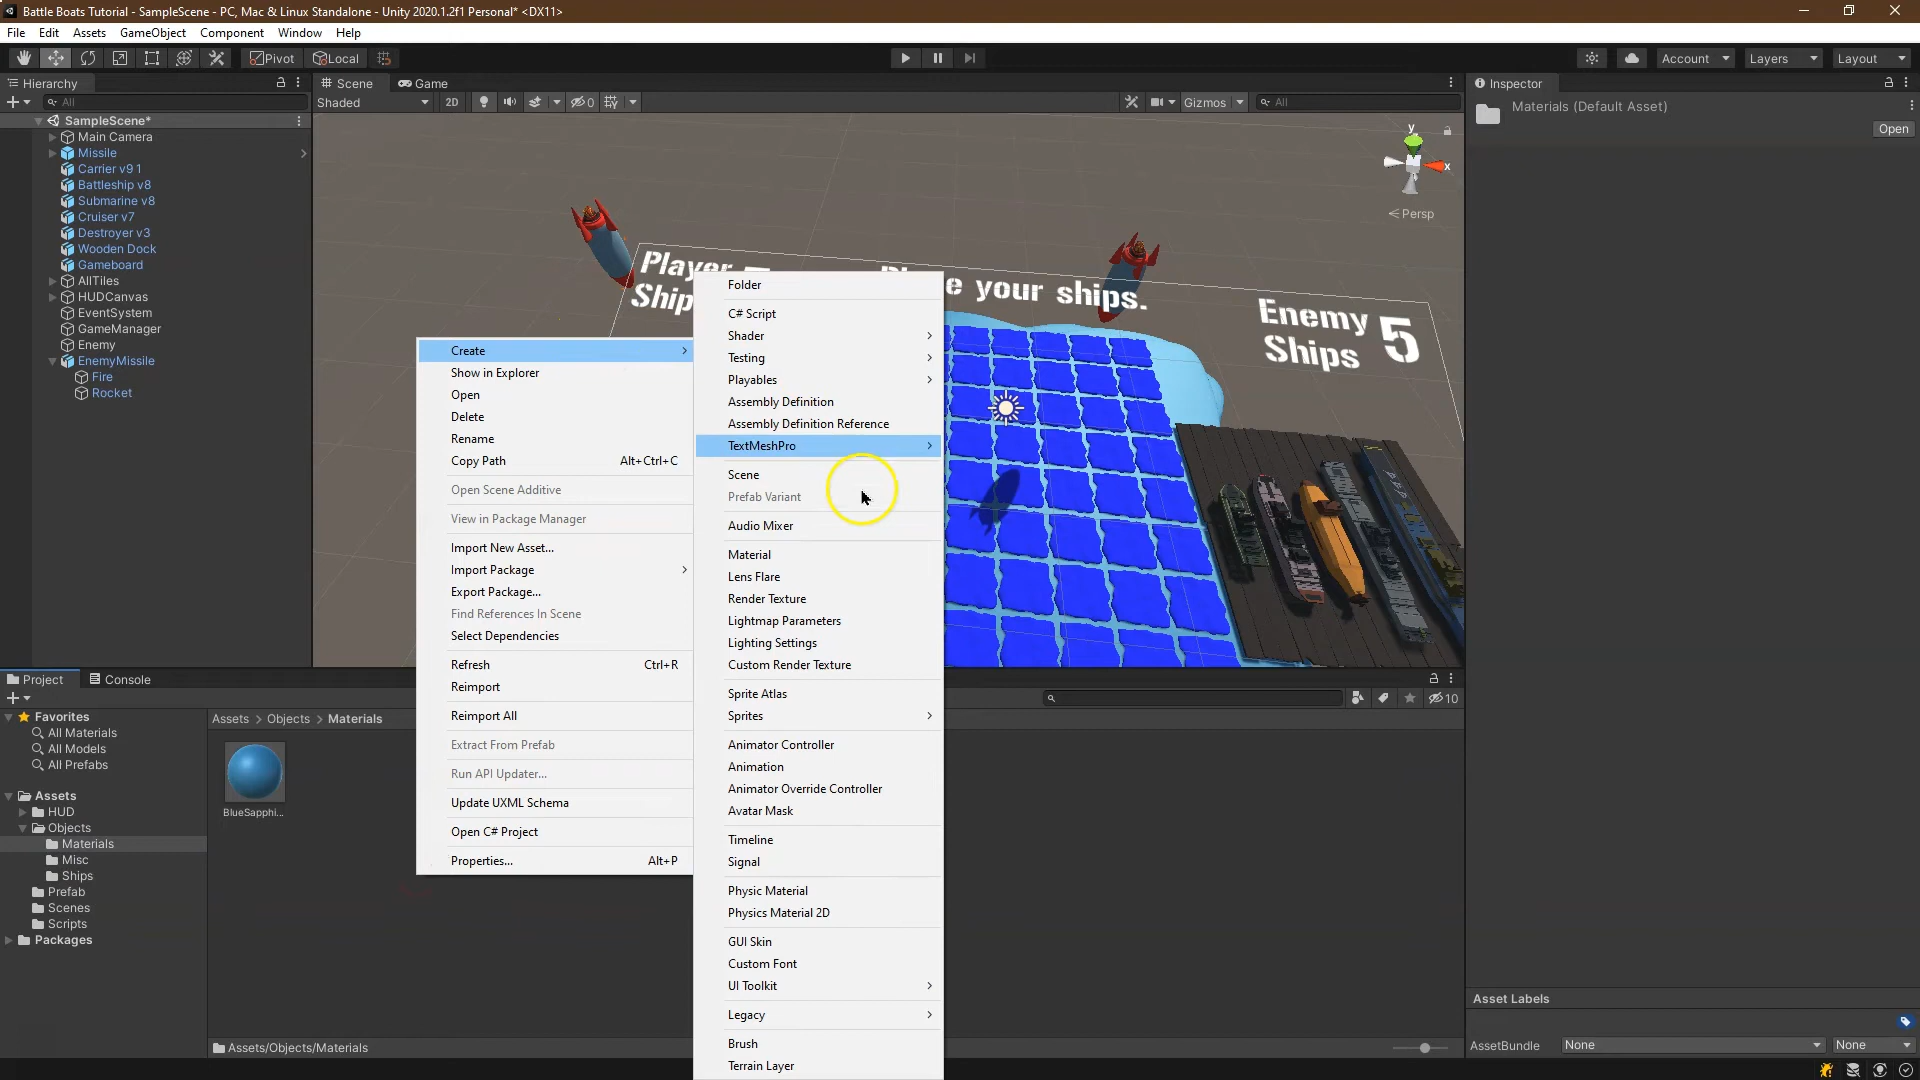 Battle Boats Tutorial - SampleScene - PC, Mac & Linux Standalone - Unity 2020.1.2f1 Personal* <DX11>
File Edit Assets GameObject Component Window Help
Pivot Local Account Layers Layout
Hierarchy
All
SampleScene*
Main Camera
Missile
Carrier v9 1
Battleship v8
Submarine v8
Cruiser v7
Destroyer v3
Wooden Dock
Gameboard
AllTiles
HUDCanvas
EventSystem
GameManager
Enemy
EnemyMissile
Fire
Rocket
Scene Game
Shaded 2D 0 Gizmos All
y
x
Persp
Player
Ship
e your ships.
Enemy
Ships 5
Create
Show in Explorer
Open
Delete
Rename
Copy Path Alt+Ctrl+C
Open Scene Additive
View in Package Manager
Import New Asset...
Import Package
Export Package...
Find References In Scene
Select Dependencies
Refresh Ctrl+R
Reimport
Reimport All
Extract From Prefab
Run API Updater...
Update UXML Schema
Open C# Project
Properties... Alt+P
Folder
C# Script
Shader
Testing
Playables
Assembly Definition
Assembly Definition Reference
TextMeshPro
Scene
Prefab Variant
Audio Mixer
Material
Lens Flare
Render Texture
Lightmap Parameters
Lighting Settings
Custom Render Texture
Sprite Atlas
Sprites
Animator Controller
Animation
Animator Override Controller
Avatar Mask
Timeline
Signal
Physic Material
Physics Material 2D
GUI Skin
Custom Font
UI Toolkit
Legacy
Brush
Terrain Layer
Inspector
Materials (Default Asset)
Open
Project Console
10
Favorites
All Materials
All Models
All Prefabs
Assets
HUD
Objects
Materials
Misc
Ships
Prefab
Scenes
Scripts
Packages
Assets > Objects > Materials
BlueSapphi...
Assets/Objects/Materials
Asset Labels
AssetBundle None None